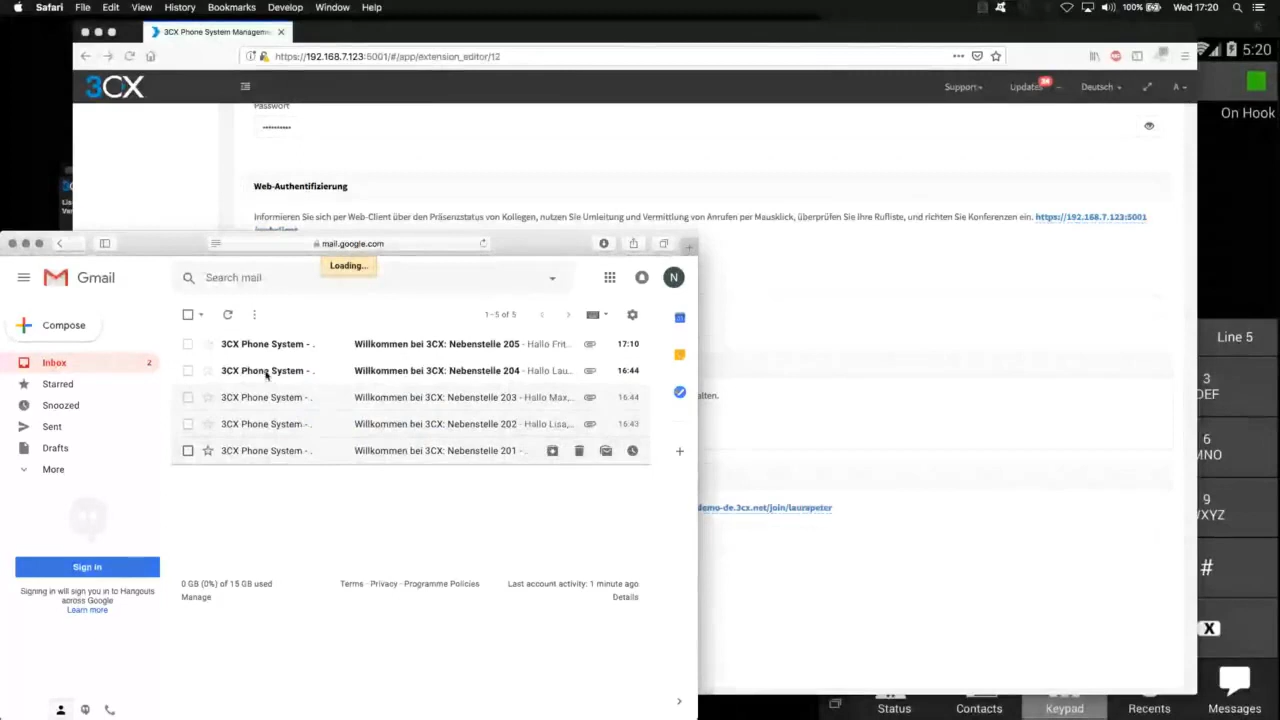 Safari File Edit View History Bookmarks Develop Window Help
100% Wed 17:20
3CX Phone System Managem
https://192.168.7.123:5001/#/app/extension_editor/12
5:20
3CX
Support
Updates
Deutsch
A
On Hook
Passwort
Web-Authentifizierung
Informieren Sie sich per Web-Client über den Präsenzstatus von Kollegen, nutzen Sie Umleitung und Vermittlung von Anrufen per Mausklick, überprüfen Sie Ihre Rufliste, und richten Sie Konferenzen ein. https://192.168.7.123:5001
mail.google.com
Loading...
Gmail
Search mail
N
Compose
1–5 of 5
Inbox 2
Starred
Snoozed
Sent
Drafts
More
3CX Phone System - . Willkommen bei 3CX: Nebenstelle 205 - Hallo Frit... 17:10
3CX Phone System - . Willkommen bei 3CX: Nebenstelle 204 - Hallo Lau... 16:44
3CX Phone System - . Willkommen bei 3CX: Nebenstelle 203 - Hallo Max,... 16:44
3CX Phone System - . Willkommen bei 3CX: Nebenstelle 202 - Hallo Lisa,... 16:43
3CX Phone System - . Willkommen bei 3CX: Nebenstelle 201 -
Sign in
Signing in will sign you in to Hangouts
across Google
Learn more
0 GB (0%) of 15 GB used
Manage
Terms · Privacy · Programme Policies
Last account activity: 1 minute ago
Details
alten.
demo-de.3cx.net/join/laurapeter
Line 5
3
DEF
6
MNO
9
#
X
Status
Contacts
Keypad
Recents
Messages